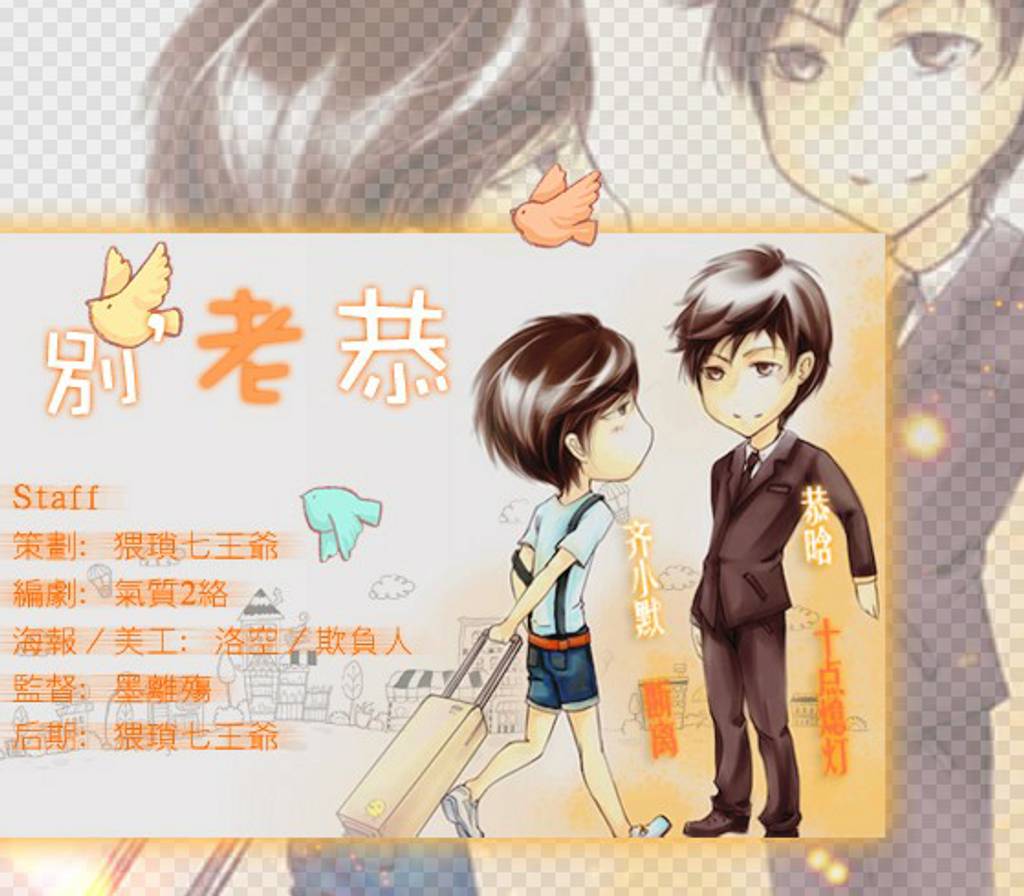 别，老恭
Staff
策劃： 猥瑣七王爺
編劇： 氣質2絡
海報／美工： 洛空／欺負人
監督： 墨離殤
后期： 猥瑣七王爺
齐小默
断离
恭晗
十点熄灯